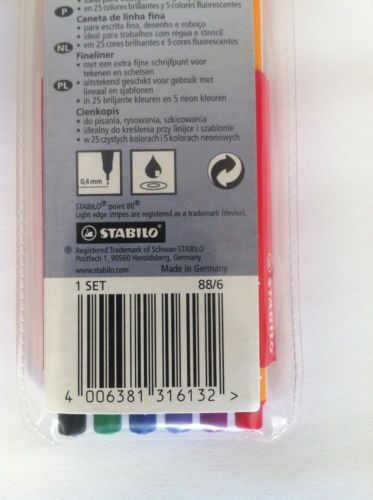 • ideal para
P • en 25 colores brillantes y 5 colores fluorescentes
Caneta de linha fina
• para escrita fina, desenho e esboço
• ideal para trabalhos com régua e stencil
NL • em 25 cores brilhantes e 5 cores fluorescentes
Fineliner
• met een extra fijne schrijfpunt voor
tekenen en schetsen
PL • uitstekend geschikt voor gebruik met
lineaal en sjablonen
• in 25 briljante kleuren en 5 neon kleuren
Cienkopis
• do pisania, rysowania, szkicowania
• idealny do kreślenia przy linijce i szablonie
• w 25 czystych kolorach i 5 kolorach neonowych
0,4 mm
STABILO® point 88®
Light edge stripes are registered as a trademark (device).
STABILO®
® Registered Trademark of Schwan-STABILO
Postfach 1, 90560 Heroldsberg, Germany
www.stabilo.com Made in Germany
1 SET 88/6
4 006381 316132 >
STABILO